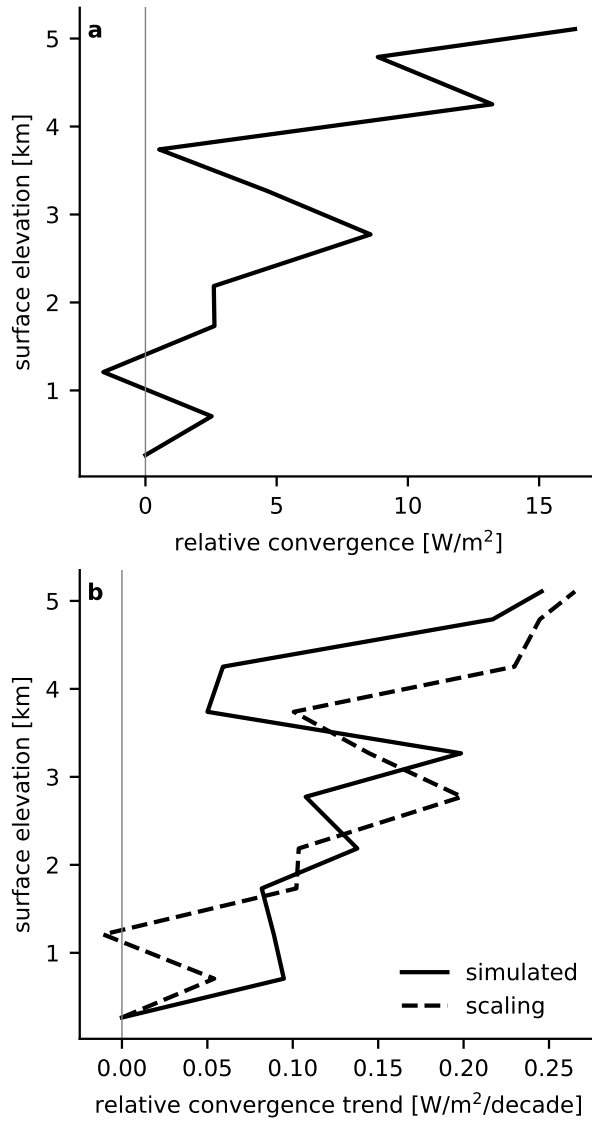 a
5
4
3
2
1
surface elevation [km]
0 5 10 15
relative convergence [W/m²]
b
5
4
3
2
1
surface elevation [km]
simulated
scaling
0.00 0.05 0.10 0.15 0.20 0.25
relative convergence trend [W/m²/decade]